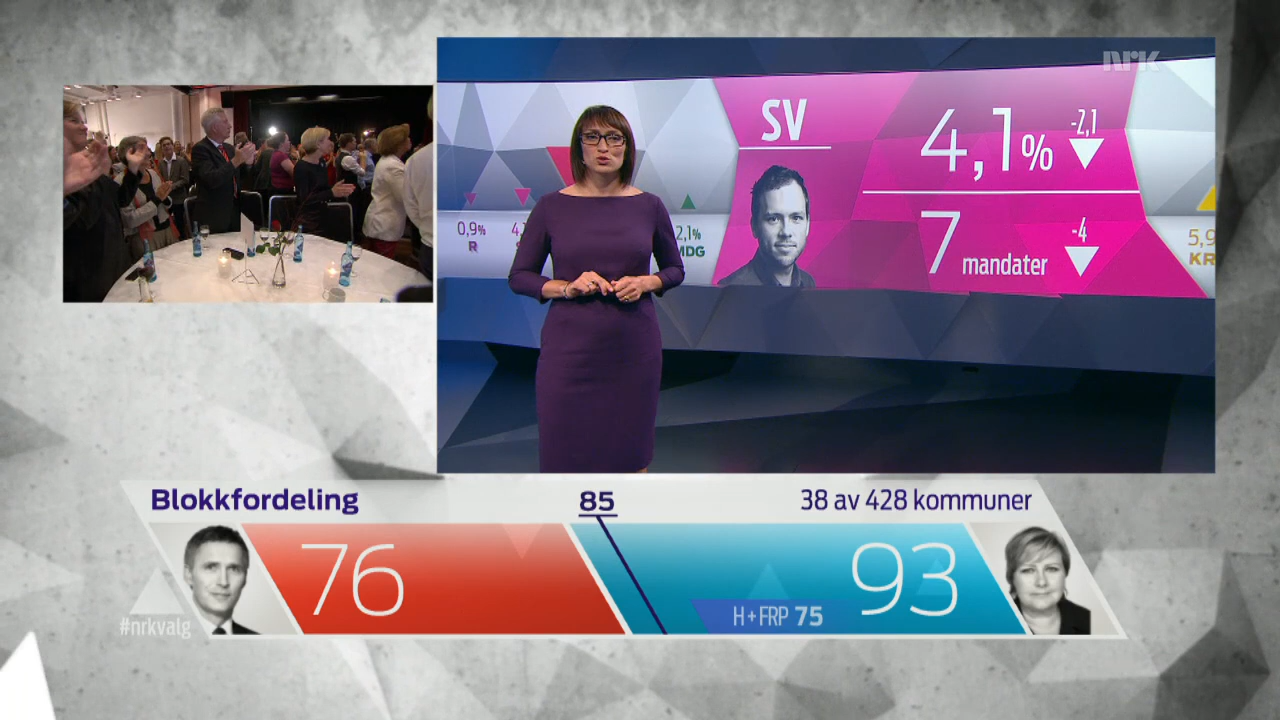 nrk
SV
4,1%
-2,1
7 mandater
-4
0,9%
R
2,1%
MDG
5,9
KR
Blokkfordeling
85
38 av 428 kommuner
76
93
H+FRP 75
#nrkvalg